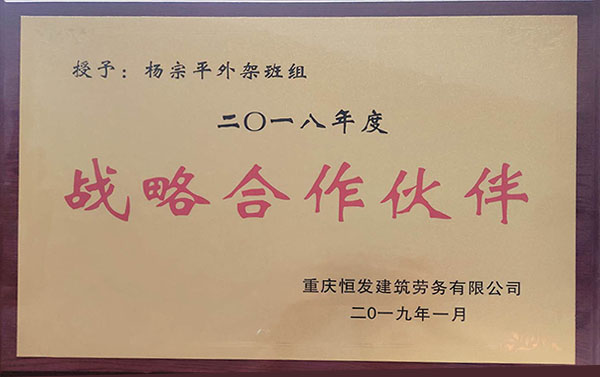 授予：杨宗平外架班组
二〇一八年度
战略合作伙伴
重庆恒发建筑劳务有限公司
二〇一九年一月